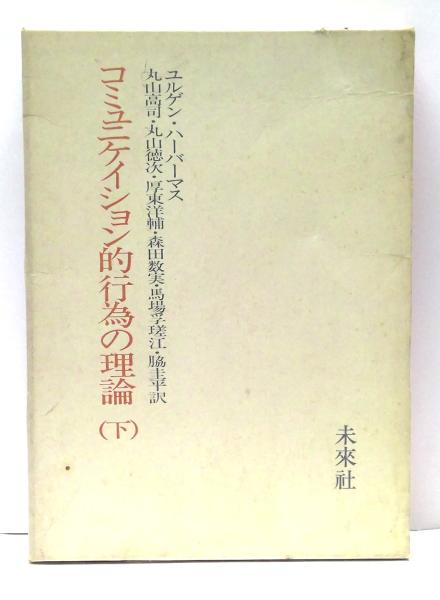 ユルゲン・ハーバーマス
丸山高司・丸山徳次・厚東洋輔・森田数実・馬場孚瑳江・脇圭平訳
コミュニケイション的行為の理論(下)
未來社